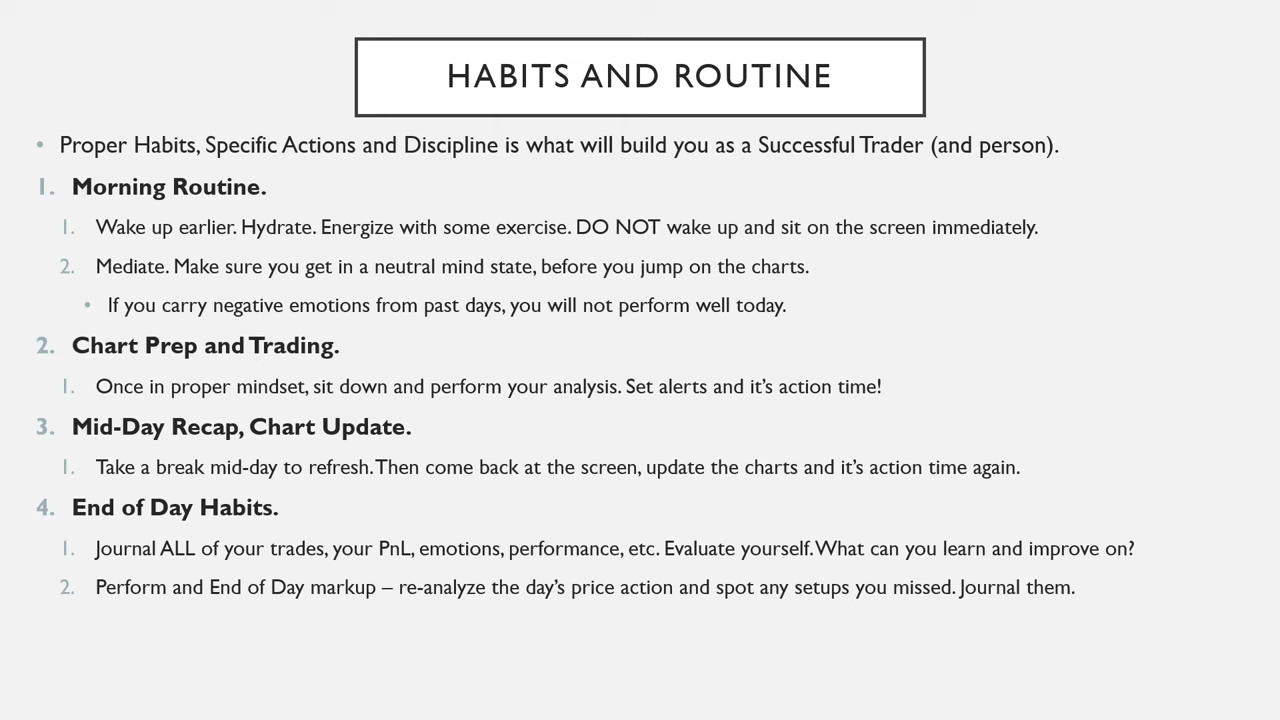 HABITS AND ROUTINE
• Proper Habits, Specific Actions and Discipline is what will build you as a Successful Trader (and person).
1. Morning Routine.
1. Wake up earlier. Hydrate. Energize with some exercise. DO NOT wake up and sit on the screen immediately.
2. Mediate. Make sure you get in a neutral mind state, before you jump on the charts.
• If you carry negative emotions from past days, you will not perform well today.
2. Chart Prep and Trading.
1. Once in proper mindset, sit down and perform your analysis. Set alerts and it’s action time!
3. Mid-Day Recap, Chart Update.
1. Take a break mid-day to refresh. Then come back at the screen, update the charts and it’s action time again.
4. End of Day Habits.
1. Journal ALL of your trades, your PnL, emotions, performance, etc. Evaluate yourself. What can you learn and improve on?
2. Perform and End of Day markup – re-analyze the day’s price action and spot any setups you missed. Journal them.